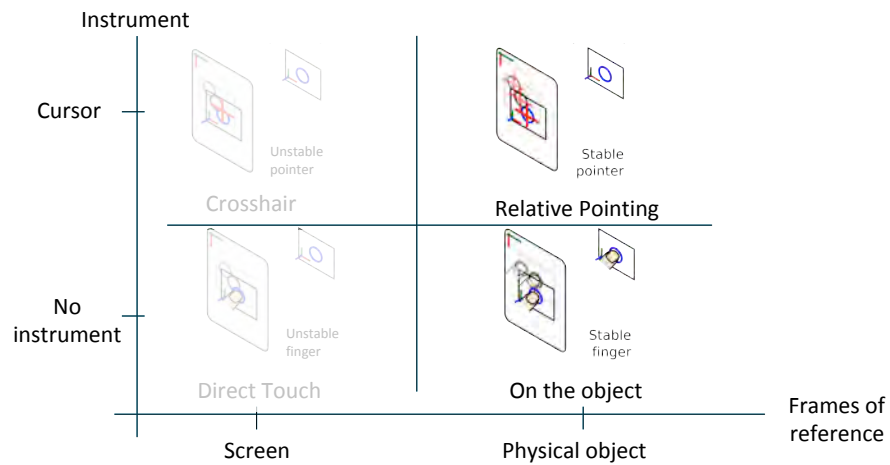 Instrument
Cursor
Unstable
pointer
Crosshair
Stable
pointer
Relative Pointing
No
instrument
Unstable
finger
Direct Touch
Stable
finger
On the object
Screen
Physical object
Frames of
reference